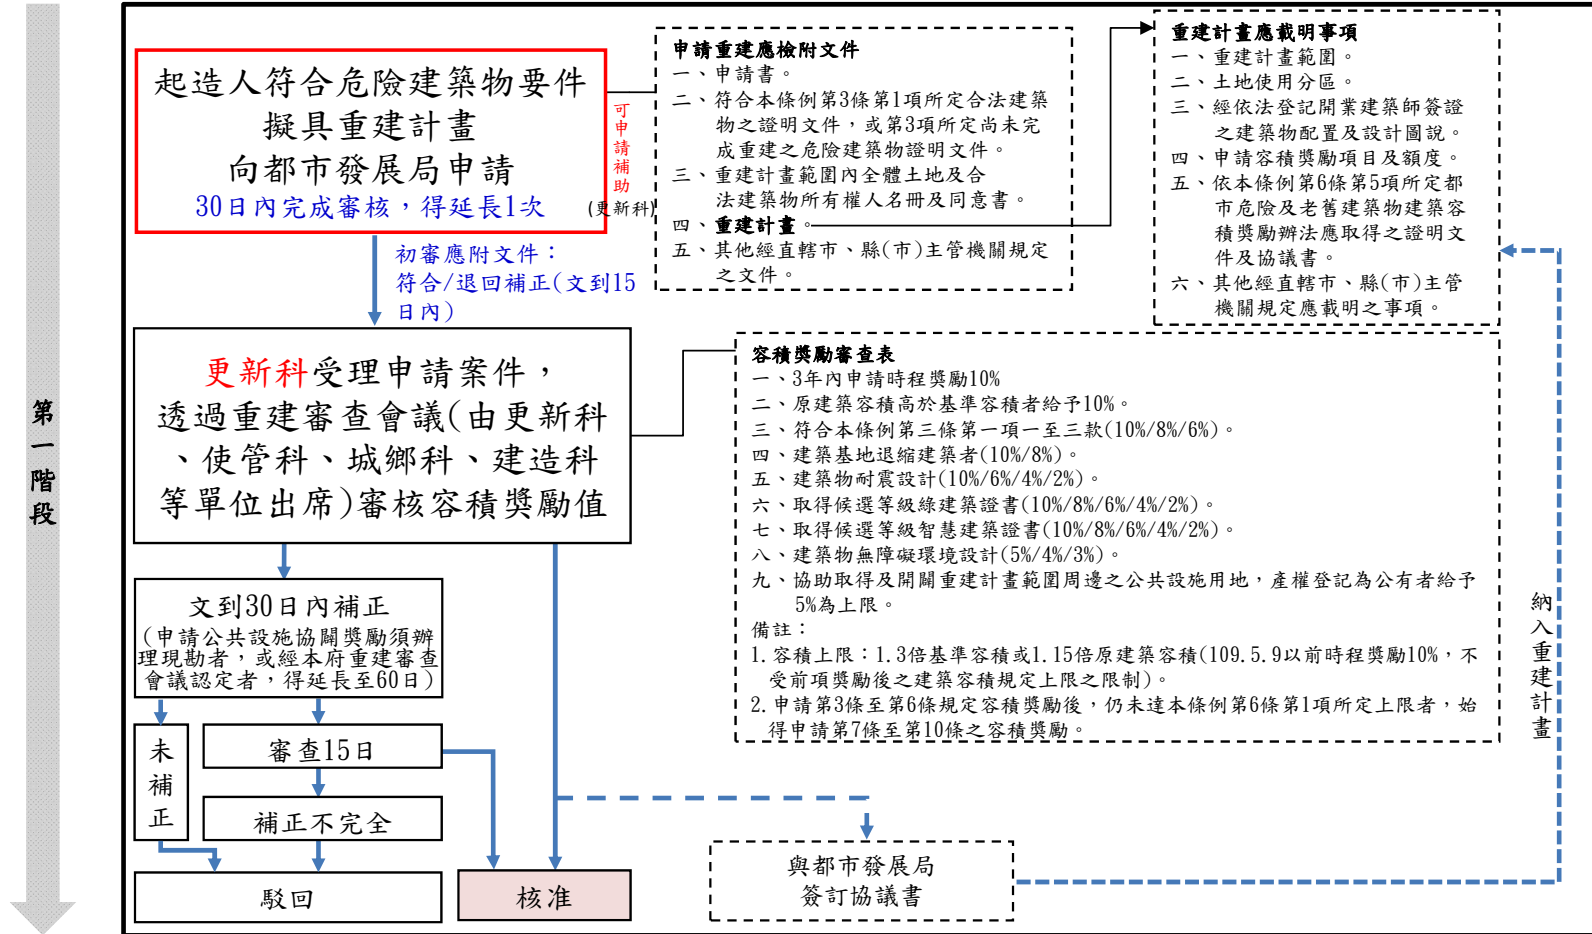 第一階段
起造人符合危險建築物要件
擬具重建計畫
向都市發展局申請
30日內完成審核，得延長1次
可申請補助
(更新科)
申請重建應檢附文件
一、申請書。
二、符合本條例第3條第1項所定合法建築
物之證明文件，或第3項所定尚未完
成重建之危險建築物證明文件。
三、重建計畫範圍內全體土地及合
法建築物所有權人名冊及同意書。
四、重建計畫。
五、其他經直轄市、縣(市)主管機關規定
之文件。
重建計畫應載明事項
一、重建計畫範圍。
二、土地使用分區。
三、經依法登記開業建築師簽證
之建築物配置及設計圖說。
四、申請容積獎勵項目及額度。
五、依本條例第6條第5項所定都
市危險及老舊建築物建築容
積獎勵辦法應取得之證明文
件及協議書。
六、其他經直轄市、縣(市)主管
機關規定應載明之事項。
初審應附文件：
符合/退回補正(文到15
日內)
更新科受理申請案件，
透過重建審查會議(由更新科
、使管科、城鄉科、建造科
等單位出席)審核容積獎勵值
容積獎勵審查表
一、3年內申請時程獎勵10%
二、原建築容積高於基準容積者給予10%。
三、符合本條例第三條第一項一至三款(10%/8%/6%)。
四、建築基地退縮建築者(10%/8%)。
五、建築物耐震設計(10%/6%/4%/2%)。
六、取得候選等級綠建築證書(10%/8%/6%/4%/2%)。
七、取得候選等級智慧建築證書(10%/8%/6%/4%/2%)。
八、建築物無障礙環境設計(5%/4%/3%)。
九、協助取得及開闢重建計畫範圍周邊之公共設施用地，產權登記為公有者給予
5%為上限。
備註：
1.容積上限：1.3倍基準容積或1.15倍原建築容積(109.5.9以前時程獎勵10%，不
受前項獎勵後之建築容積規定上限之限制)。
2.申請第3條至第6條規定容積獎勵後，仍未達本條例第6條第1項所定上限者，始
得申請第7條至第10條之容積獎勵。
文到30日內補正
(申請公共設施協闢獎勵須辦
理現勘者，或經本府重建審查
會議認定者，得延長至60日)
未補正
審查15日
補正不完全
駁回
核准
與都市發展局
簽訂協議書
納入重建計畫